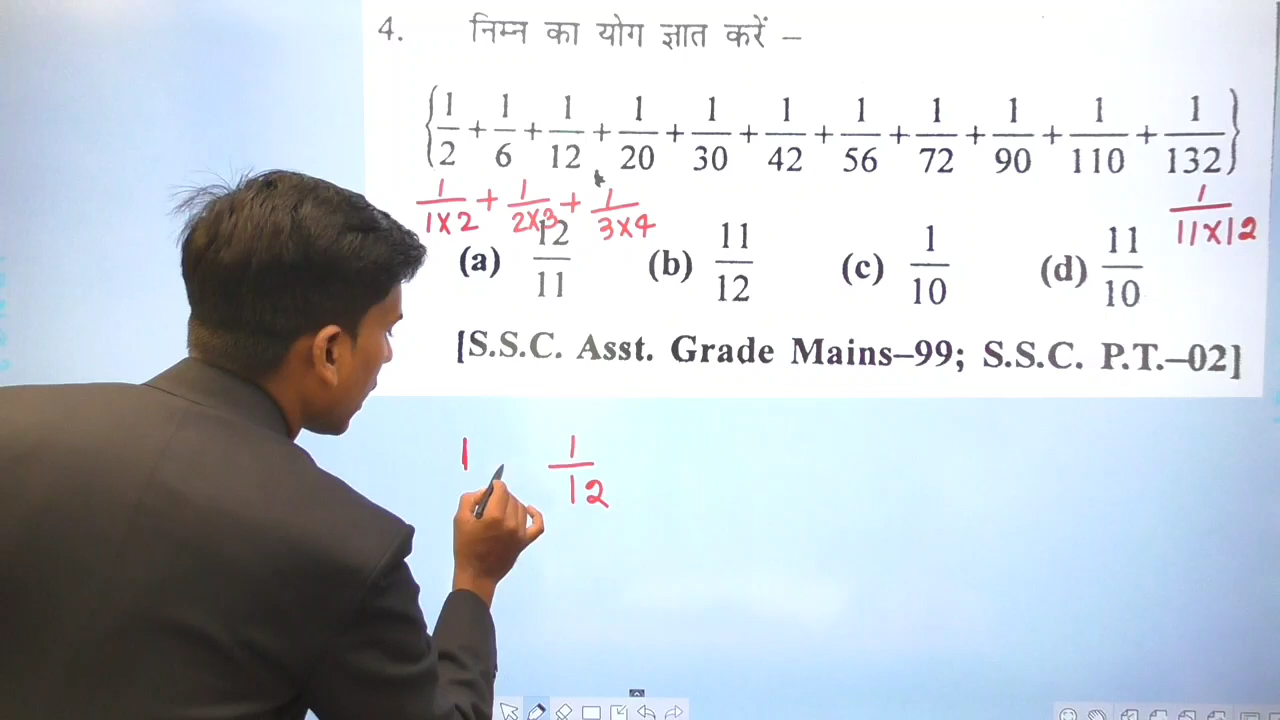 4. निम्न का योग ज्ञात करें –
{1/2 + 1/6 + 1/12 + 1/20 + 1/30 + 1/42 + 1/56 + 1/72 + 1/90 + 1/110 + 1/132}
1/1×2 + 1/2×3 + 1/3×4 1/11×12
(a) 12/11 (b) 11/12 (c) 1/10 (d) 11/10
[S.S.C. Asst. Grade Mains–99; S.S.C. P.T.–02]
1 1/12